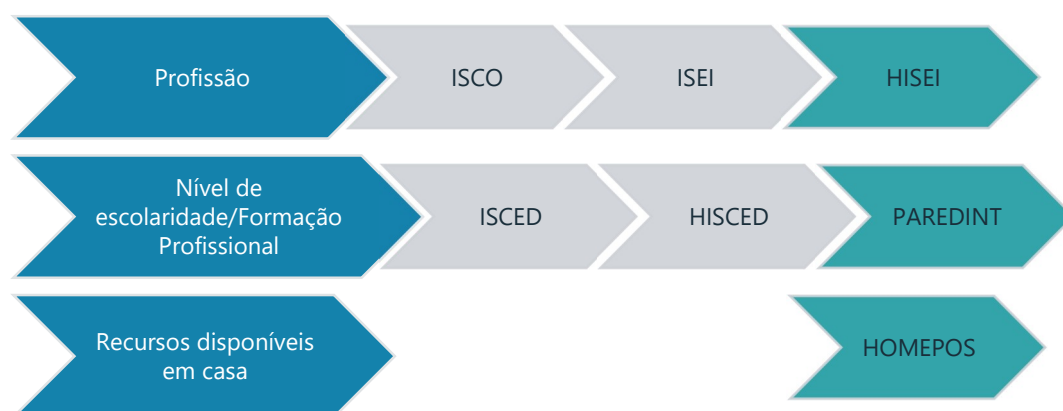 Profissão
ISCO
ISEI
HISEI
Nível de
escolaridade/Formação
Profissional
ISCED
HISCED
PAREDINT
Recursos disponíveis
em casa
HOMEPOS